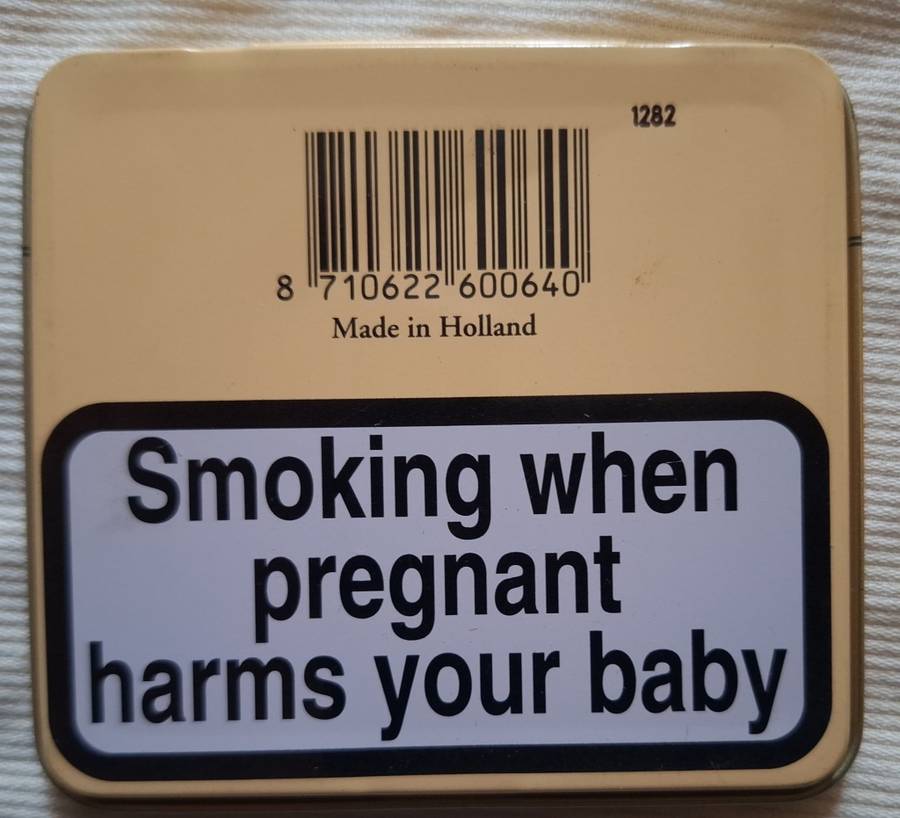 1282
8 710622 600640
Made in Holland
Smoking when
pregnant
harms your baby